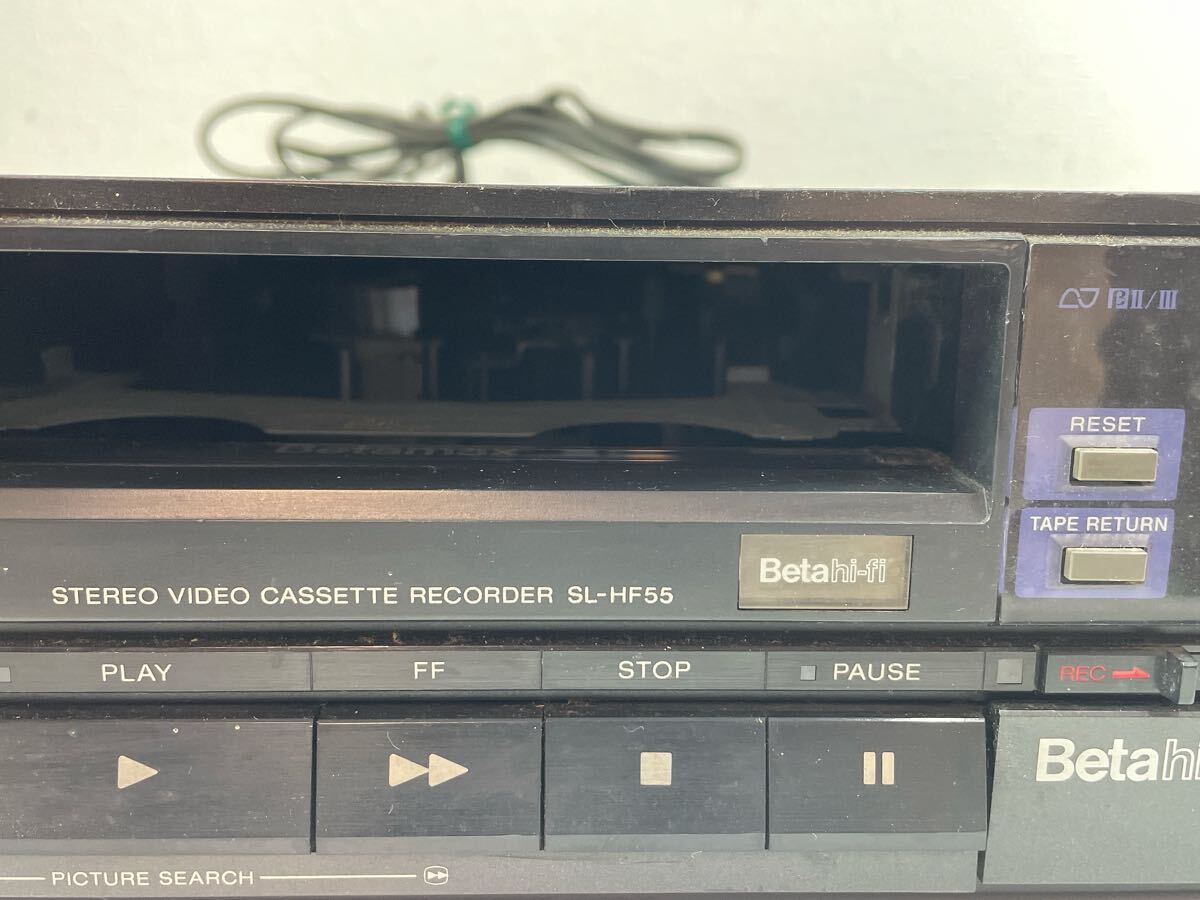 βII/III
RESET
TAPE RETURN
Betamax
Betahi-fi
STEREO VIDEO CASSETTE RECORDER SL-HF55
PLAY FF STOP PAUSE REC
Betahi
PICTURE SEARCH